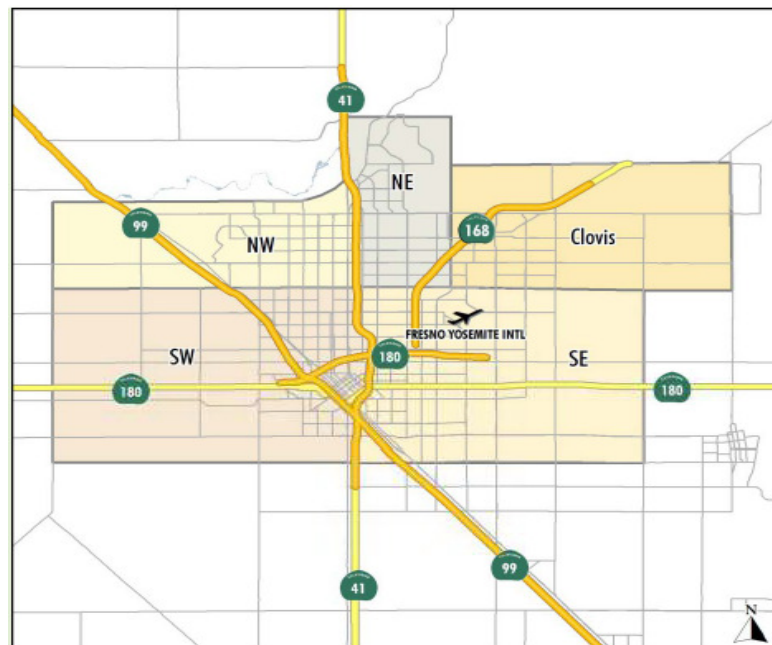 41
NE
99
NW
168
Clovis
FRESNO YOSEMITE INTL
SW
180
SE
180
180
99
41
N